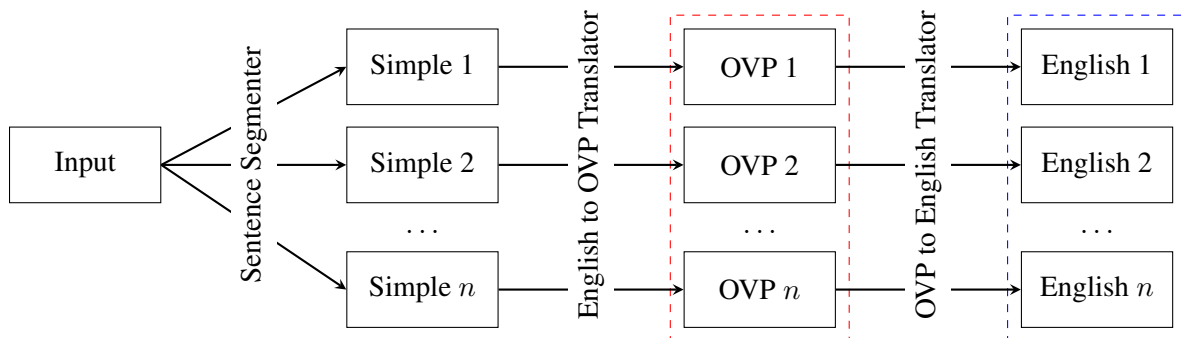 Input
Sentence Segmenter
Simple 1
Simple 2
. . .
Simple n
English to OVP Translator
OVP 1
OVP 2
. . .
OVP n
OVP to English Translator
English 1
English 2
. . .
English n